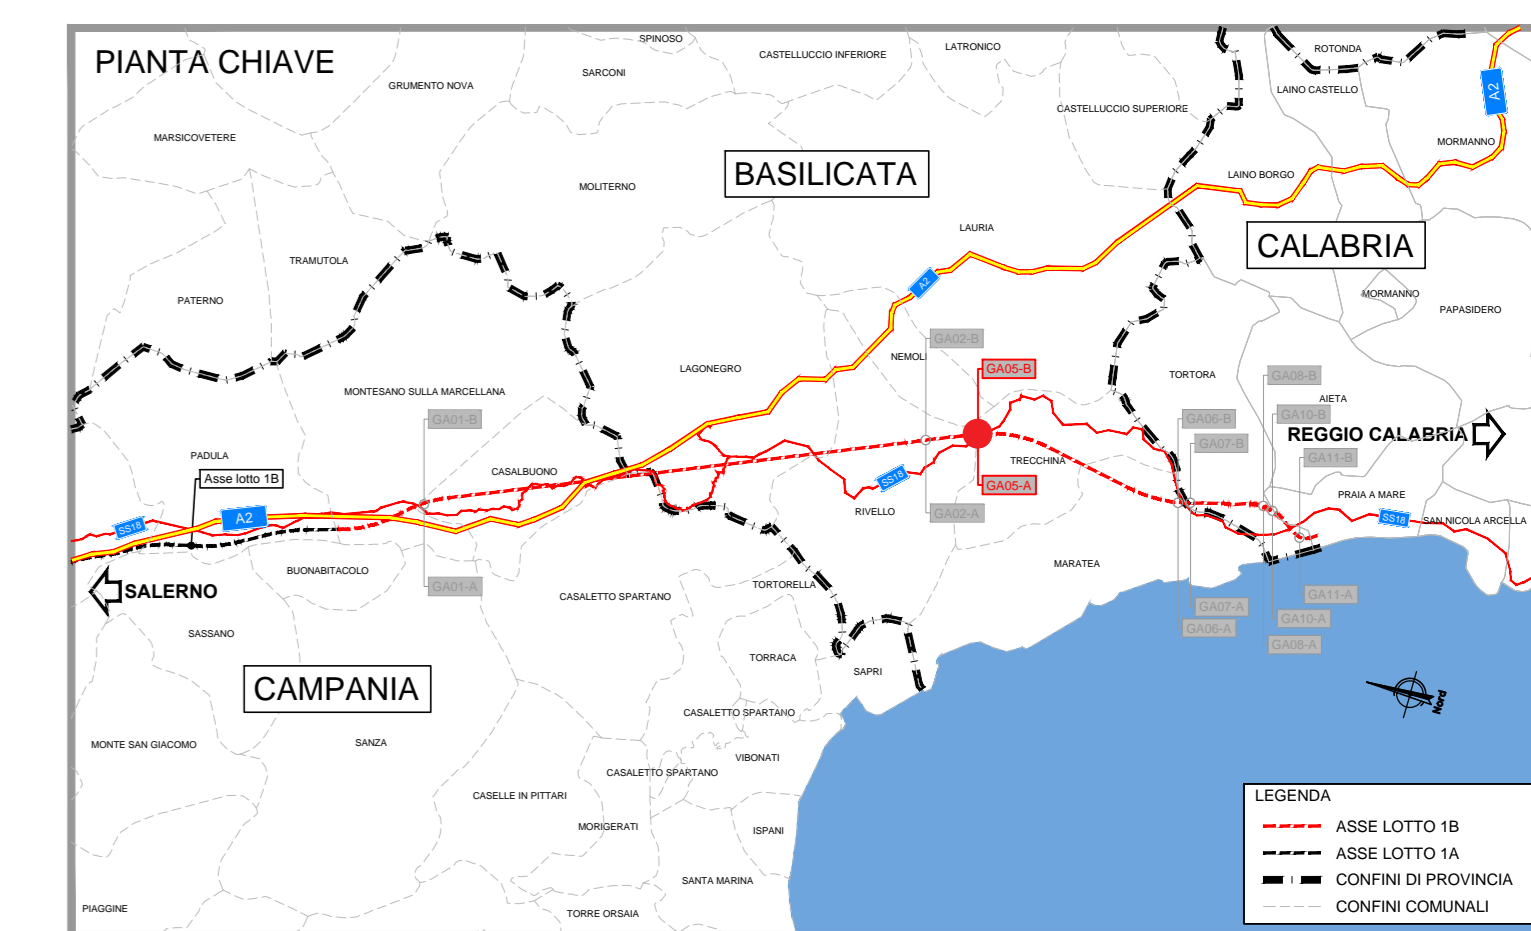 PIANTA CHIAVE
SPINOSO
CASTELLUCCIO INFERIORE
LATRONICO
ROTONDA
SARCONI
GRUMENTO NOVA
LAINO CASTELLO
A2
CASTELLUCCIO SUPERIORE
MARSICOVETERE
MORMANNO
BASILICATA
LAINO BORGO
MOLITERNO
LAURIA
CALABRIA
TRAMUTOLA
A2
MORMANNO
PATERNO
PAPASIDERO
GA02-B
NEMOLI
LAGONEGRO
GA05-B
TORTORA
GA08-B
MONTESANO SULLA MARCELLANA
AIETA
GA01-B
GA06-B
GA10-B
REGGIO CALABRIA
GA07-B
PADULA
GA11-B
TRECCHINA
CASALBUONO
Asse lotto 1B
SS18
GA05-A
PRAIA A MARE
RIVELLO
GA02-A
A2
SS18
SS18
SAN NICOLA ARCELLA
MARATEA
BUONABITACOLO
TORTORELLA
GA01-A
SALERNO
CASALETTO SPARTANO
GA11-A
GA07-A
GA10-A
GA06-A
SASSANO
GA08-A
TORRACA
SAPRI
CAMPANIA
Nord
CASALETTO SPARTANO
MONTE SAN GIACOMO
SANZA
VIBONATI
CASALETTO SPARTANO
CASELLE IN PITTARI
MORIGERATI
ISPANI
SANTA MARINA
PIAGGINE
TORRE ORSAIA
LEGENDA
ASSE LOTTO 1B
ASSE LOTTO 1A
CONFINI DI PROVINCIA
CONFINI COMUNALI